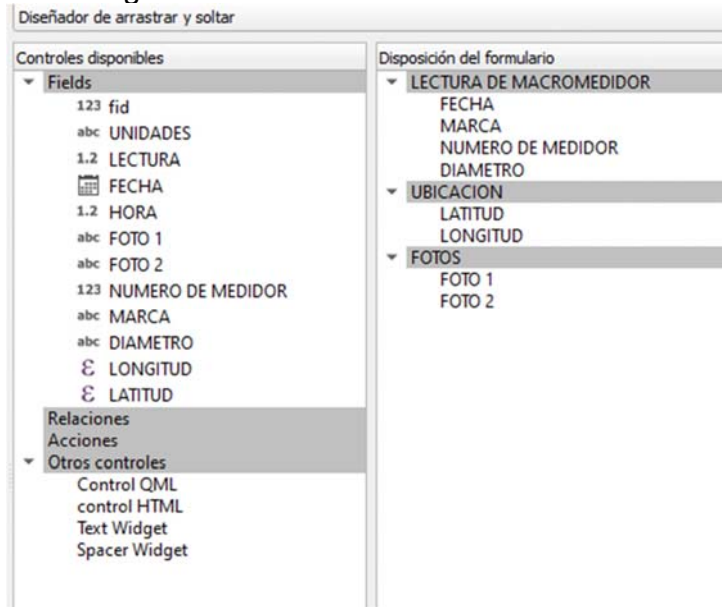 Diseñador de arrastrar y soltar
Controles disponibles
Fields
123 fid
abc UNIDADES
1.2 LECTURA
FECHA
1.2 HORA
abc FOTO 1
abc FOTO 2
123 NUMERO DE MEDIDOR
abc MARCA
abc DIAMETRO
ε LONGITUD
ε LATITUD
Relaciones
Acciones
Otros controles
Control QML
control HTML
Text Widget
Spacer Widget
Disposición del formulario
LECTURA DE MACROMEDIDOR
FECHA
MARCA
NUMERO DE MEDIDOR
DIAMETRO
UBICACION
LATITUD
LONGITUD
FOTOS
FOTO 1
FOTO 2